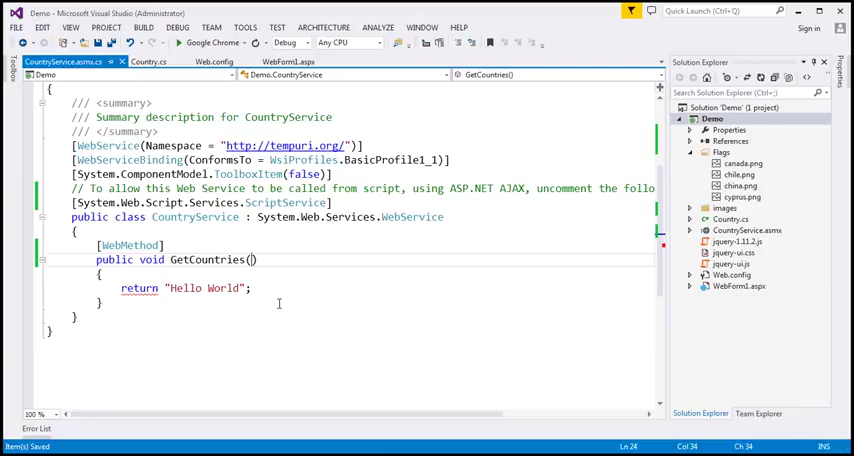 Demo - Microsoft Visual Studio (Administrator)
Quick Launch (Ctrl+Q)
FILE EDIT VIEW PROJECT BUILD DEBUG TEAM TOOLS TEST ARCHITECTURE ANALYZE WINDOW HELP
Sign in
Google Chrome Debug Any CPU
CountryService.asmx.cs Country.cs Web.config WebForm1.aspx
Demo Demo.CountryService GetCountries()
Toolbox
{
/// <summary>
/// Summary description for CountryService
/// </summary>
[WebService(Namespace = "http://tempuri.org/")]
[WebServiceBinding(ConformsTo = WsiProfiles.BasicProfile1_1)]
[System.ComponentModel.ToolboxItem(false)]
// To allow this Web Service to be called from script, using ASP.NET AJAX, uncomment the follo
[System.Web.Script.Services.ScriptService]
public class CountryService : System.Web.Services.WebService
{
[WebMethod]
public void GetCountries()
{
return "Hello World";
}
}
}
100 %
Error List
Solution Explorer
Search Solution Explorer (Ctrl+;)
Solution 'Demo' (1 project)
Demo
Properties
References
Flags
canada.png
chile.png
china.png
cyprus.png
images
Country.cs
CountryService.asmx
jquery-1.11.2.js
jquery-ui.css
jquery-ui.js
Web.config
WebForm1.aspx
Solution Explorer Team Explorer
Properties
Item(s) Saved Ln 24 Col 34 Ch 34 INS